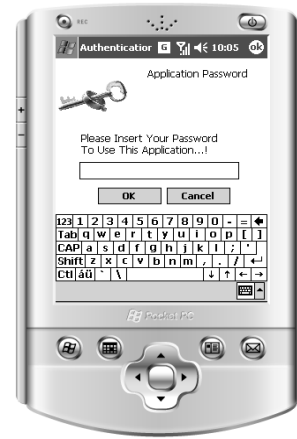 REC
Authenticatior G 10:05 ok
Application Password
Please Insert Your Password
To Use This Application...!
OK Cancel
123 1 2 3 4 5 6 7 8 9 0 - =
Tab q w e r t y u i o p [ ]
CAP a s d f g h j k l ; '
Shift z x c v b n m , . /
Ctl áü ` \ ↓ ↑ ← →
Pocket PC